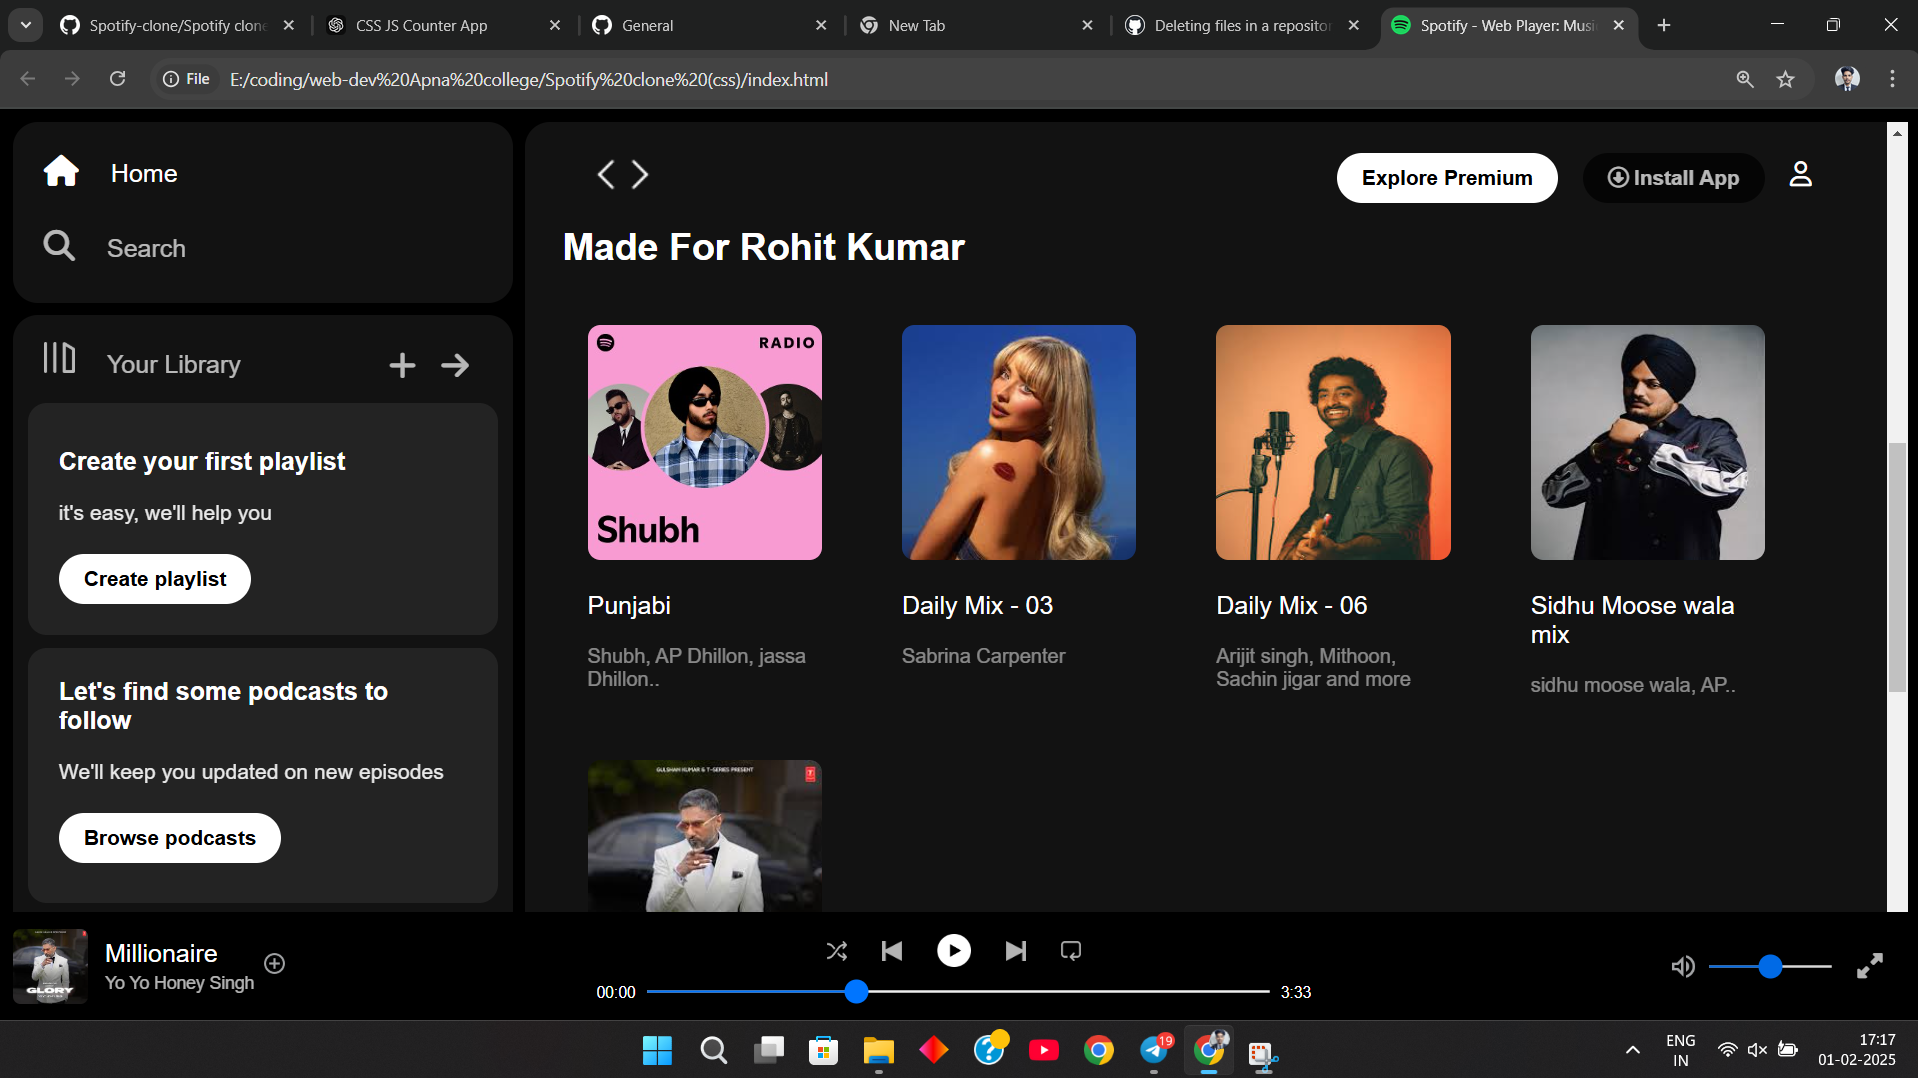 Spotify-clone/Spotify clone
CSS JS Counter App
General
New Tab
Deleting files in a repositor
Spotify - Web Player: Musi
File
E:/coding/web-dev%20Apna%20college/Spotify%20clone%20(css)/index.html
Home
Search
Your Library
Create your first playlist
it's easy, we'll help you
Create playlist
Let's find some podcasts to
follow
We'll keep you updated on new episodes
Browse podcasts
Explore Premium
Install App
Made For Rohit Kumar
RADIO
Shubh
Punjabi
Shubh, AP Dhillon, jassa
Dhillon..
Daily Mix - 03
Sabrina Carpenter
Daily Mix - 06
Arijit singh, Mithoon,
Sachin jigar and more
Sidhu Moose wala
mix
sidhu moose wala, AP..
GULSHAN KUMAR & T-SERIES PRESENT
T
GLORY
Millionaire
Yo Yo Honey Singh
00:00
3:33
19
ENG
IN
17:17
01-02-2025